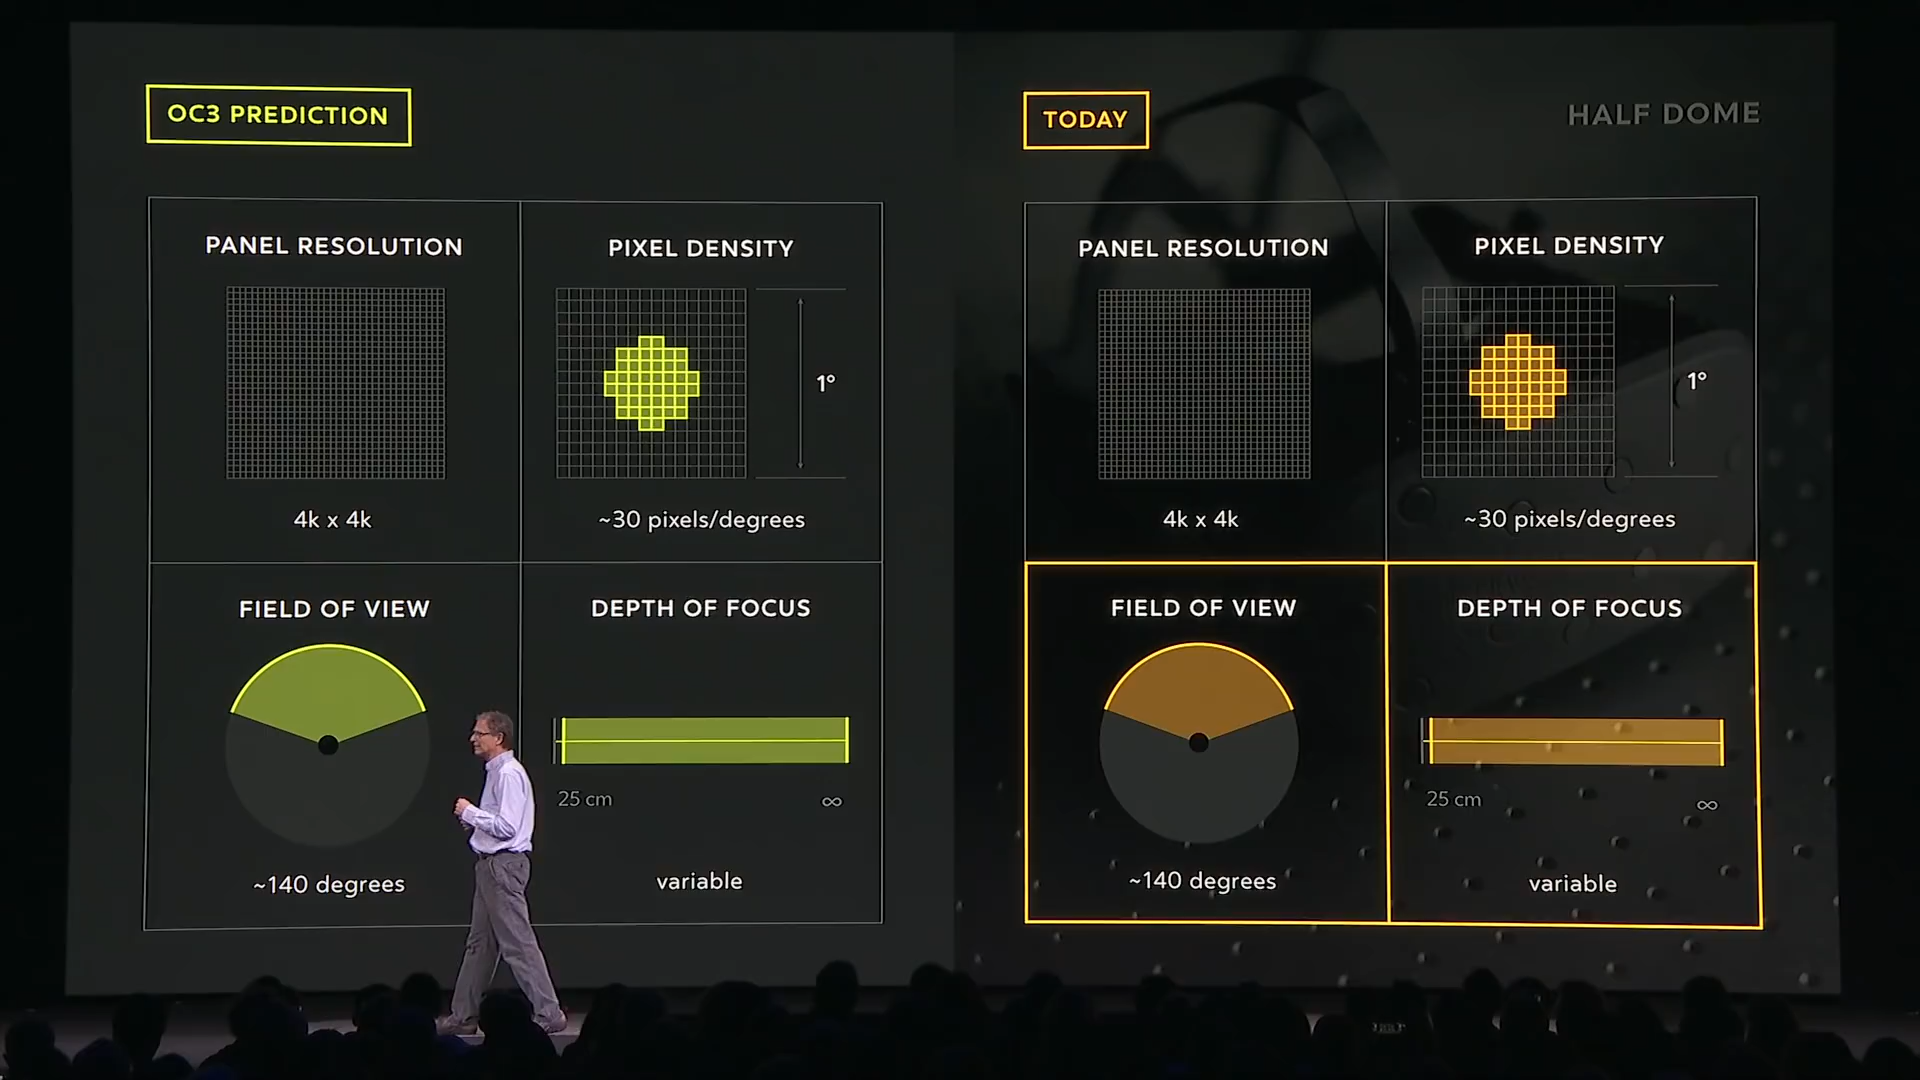 OC3 PREDICTION
PANEL RESOLUTION
PIXEL DENSITY
1°
4k x 4k
~30 pixels/degrees
FIELD OF VIEW
DEPTH OF FOCUS
25 cm
∞
~140 degrees
variable
TODAY
HALF DOME
PANEL RESOLUTION
PIXEL DENSITY
1°
4k x 4k
~30 pixels/degrees
FIELD OF VIEW
DEPTH OF FOCUS
25 cm
∞
~140 degrees
variable